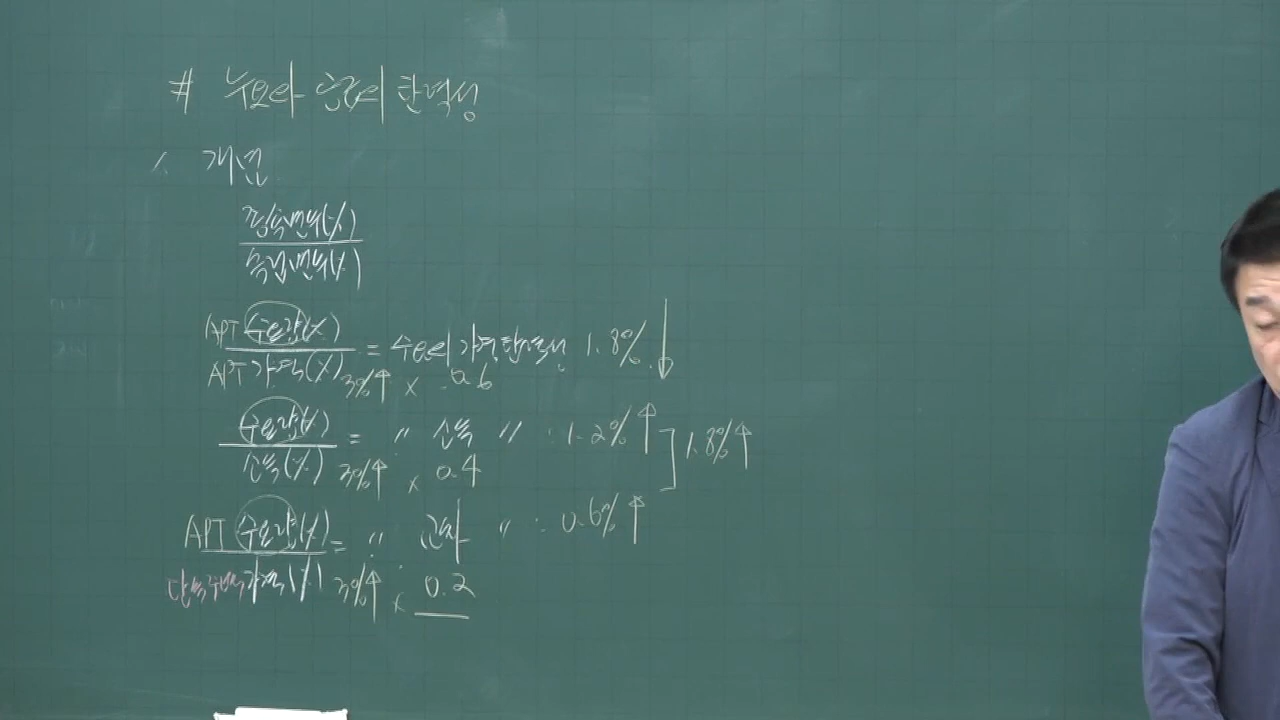 # 수요와 공급의 탄력성
1. 개념
종속변수(%)
독립변수(%)
APT 수요량(%)
= 수요의 가격탄력성 1.8% ↓
APT 가격(%) 3%↑ × 0.6
수요량(%)
= 〃 소득 〃 : 1.2%↑
소득(%) 3%↑ × 0.4
] 1.8%↑
APT 수요량(%)
= 〃 교차 〃 : 0.6%↑
단독주택 가격(%) 3%↑ × 0.2